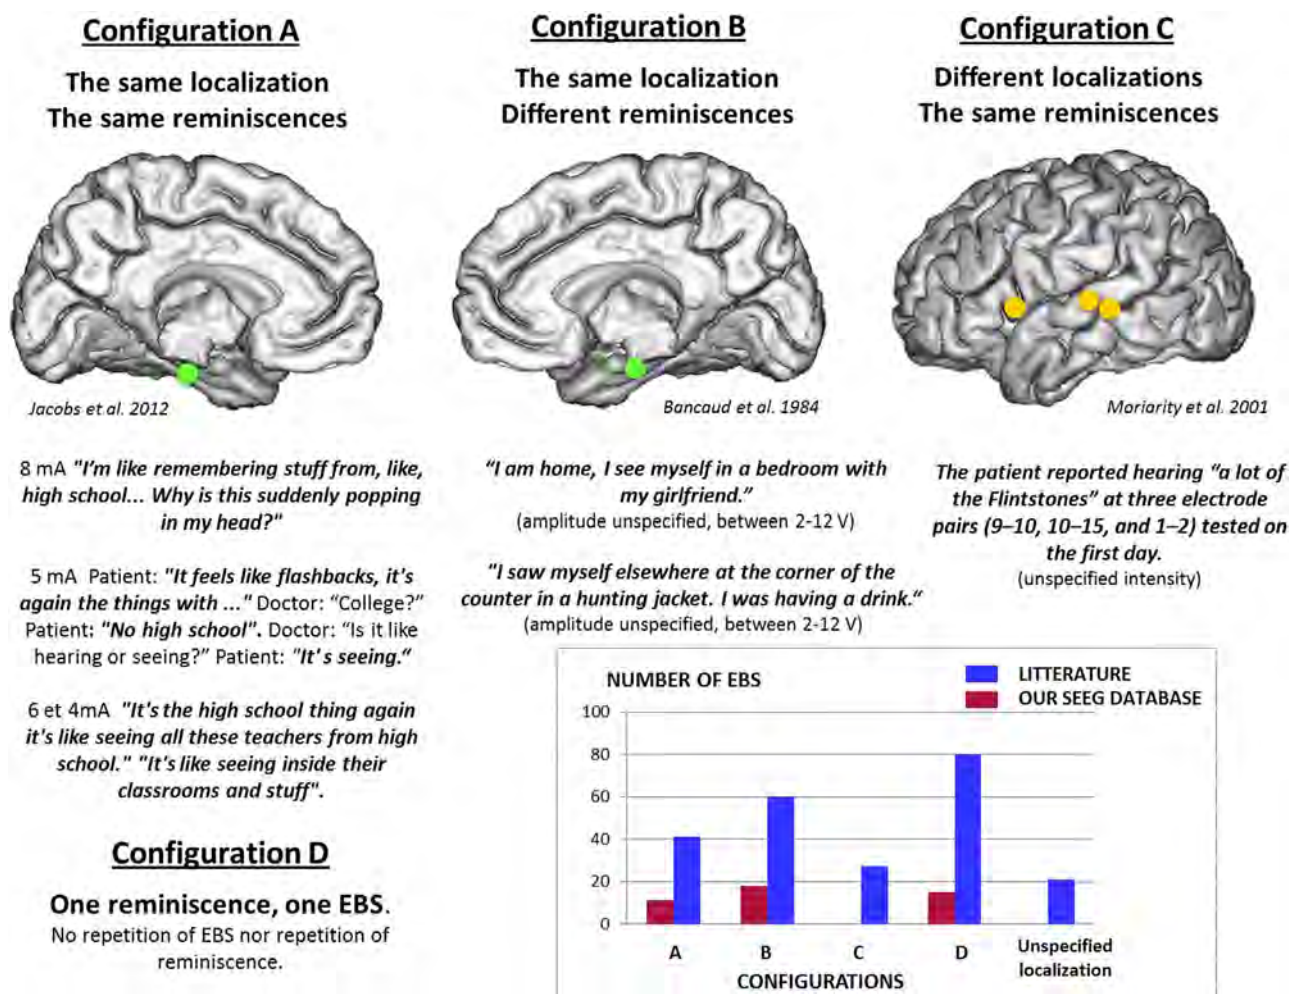 Configuration A
The same localization
The same reminiscences
Jacobs et al. 2012
8 mA "I'm like remembering stuff from, like,
high school... Why is this suddenly popping
in my head?"
5 mA Patient: "It feels like flashbacks, it's
again the things with ..." Doctor: “College?”
Patient: "No high school". Doctor: “Is it like
hearing or seeing?” Patient: "It's seeing.“
6 et 4mA "It's the high school thing again
it's like seeing all these teachers from high
school." "It's like seeing inside their
classrooms and stuff".
Configuration B
The same localization
Different reminiscences
Bancaud et al. 1984
“I am home, I see myself in a bedroom with
my girlfriend.”
(amplitude unspecified, between 2-12 V)
"I saw myself elsewhere at the corner of the
counter in a hunting jacket. I was having a drink.“
(amplitude unspecified, between 2-12 V)
Configuration C
Different localizations
The same reminiscences
Moriarity et al. 2001
The patient reported hearing “a lot of
the Flintstones” at three electrode
pairs (9–10, 10–15, and 1–2) tested on
the first day.
(unspecified intensity)
Configuration D
One reminiscence, one EBS.
No repetition of EBS nor repetition of
reminiscence.
NUMBER OF EBS
LITTERATURE
OUR SEEG DATABASE
100
80
60
40
20
0
A B C D Unspecified
localization
CONFIGURATIONS